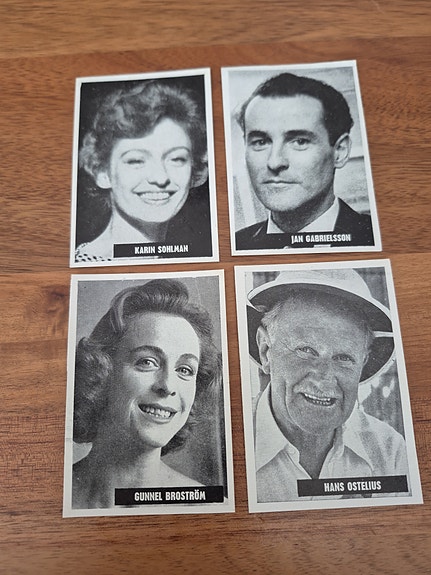 KARIN SOHLMAN
JAN GABRIELSSON
GUNNEL BROSTRÖM
HANS OSTELIUS